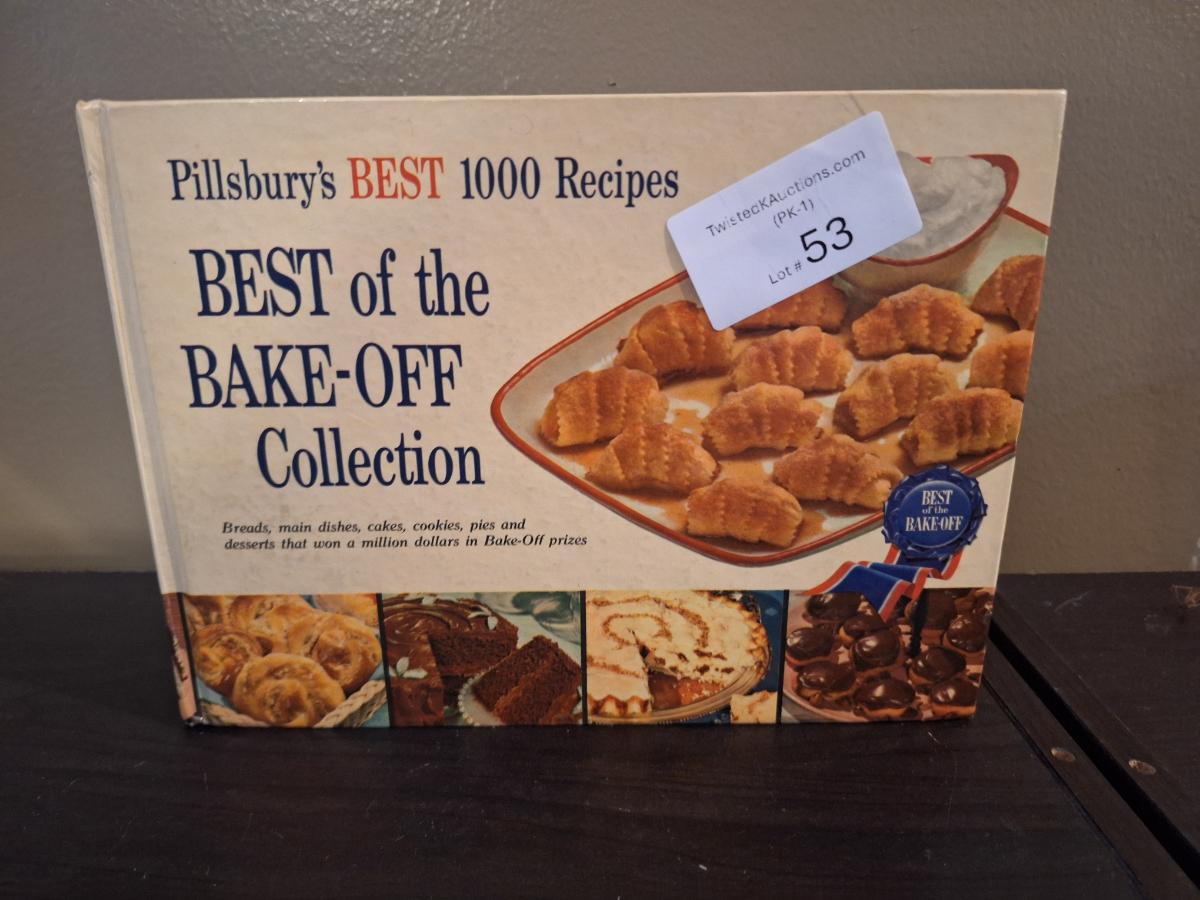 Pillsbury's BEST 1000 Recipes
BEST of the
BAKE-OFF
Collection
Breads, main dishes, cakes, cookies, pies and
desserts that won a million dollars in Bake-Off prizes
TwistedKAuctions.com
(PK-1)
Lot # 53
BEST
of the
BAKE-OFF